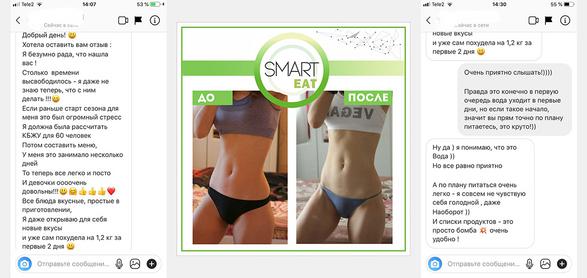 Tele2
14:07
53 %
Сейчас в сети
Добрый день! 😀
Хотела оставить вам отзыв :
Я безумно рада, что нашла
вас !
Столько времени
высвободилось - я даже не
знаю теперь, что с ним
делать !!!😄
Если раньше старт сезона для
меня это был огромный стресс
Я должна была рассчитать
КБЖУ для 60 человек
Потом составить меню,
У меня это занимало несколько
дней
То теперь все легко и посто
И девочки ооооочень
довольны!!!😄😄👍👍👍❤️
Все блюда вкусные, простые в
приготовлении,
Я даже открываю для себя
новые вкусы
и уже сам похудела на 1,2 кг за
первые 2 дня 😄
Отправьте сообщени...
SMART
EAT
ДО
ПОСЛЕ
VEGAN
Tele2
14:30
55 %
Сейчас в сети
новые вкусы
и уже сам похудела на 1,2 кг за
первые 2 дня 😄
Очень приятно слышать!))))
Правда это конечно в первую
очередь вода уходит в первые
дни, но если такое начало,
значит вы прям точно по плану
питаетесь, это круто!))
Ну да ) я понимаю, что это
Вода ))
Но все равно приятно
А по плану питаться очень
легко - я совсем не чувствую
себя голодной , даже
Наоборот ))
И списки продуктов - это
просто бомба 💥 очень
удобно !
Отправьте сообщени...